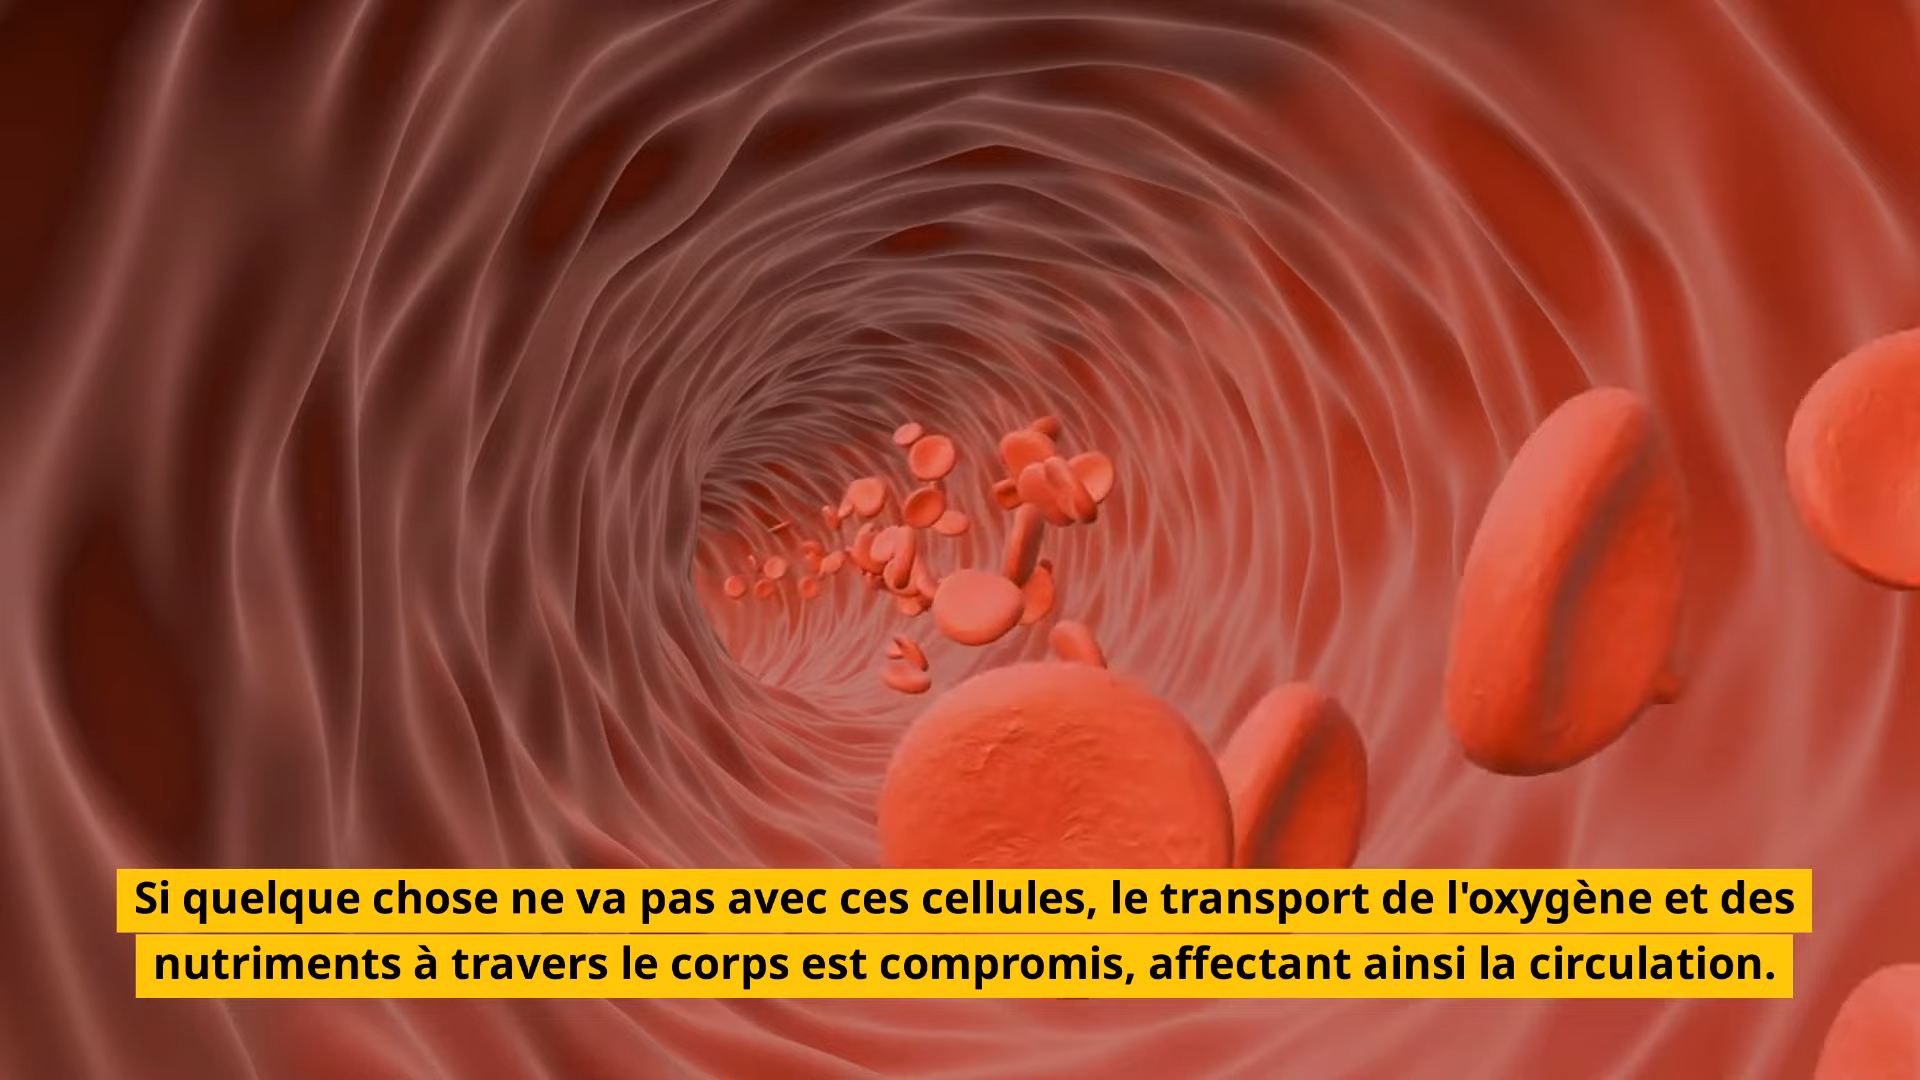 Si quelque chose ne va pas avec ces cellules, le transport de l'oxygène et des
nutriments à travers le corps est compromis, affectant ainsi la circulation.